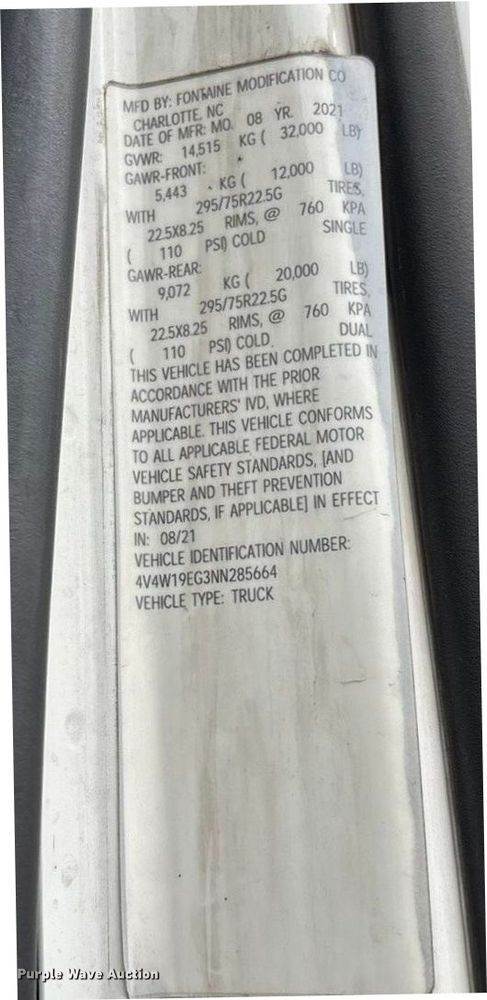 MFD BY: FONTAINE MODIFICATION CO
CHARLOTTE, NC
DATE OF MFR: MO. 08 YR. 2021
GVWR: 14,515 KG ( 32,000 LB)
GAWR-FRONT:
5,443 KG ( 12,000 LB)
WITH 295/75R22.5G TIRES,
22.5X8.25 RIMS, @ 760 KPA
( 110 PSI) COLD SINGLE
GAWR-REAR:
9,072 KG ( 20,000 LB)
WITH 295/75R22.5G TIRES,
22.5X8.25 RIMS, @ 760 KPA
( 110 PSI) COLD, DUAL
THIS VEHICLE HAS BEEN COMPLETED IN
ACCORDANCE WITH THE PRIOR
MANUFACTURERS' IVD, WHERE
APPLICABLE. THIS VEHICLE CONFORMS
TO ALL APPLICABLE FEDERAL MOTOR
VEHICLE SAFETY STANDARDS, [AND
BUMPER AND THEFT PREVENTION
STANDARDS, IF APPLICABLE] IN EFFECT
IN: 08/21
VEHICLE IDENTIFICATION NUMBER:
4V4W19EG3NN285664
VEHICLE TYPE: TRUCK
Purple Wave Auction